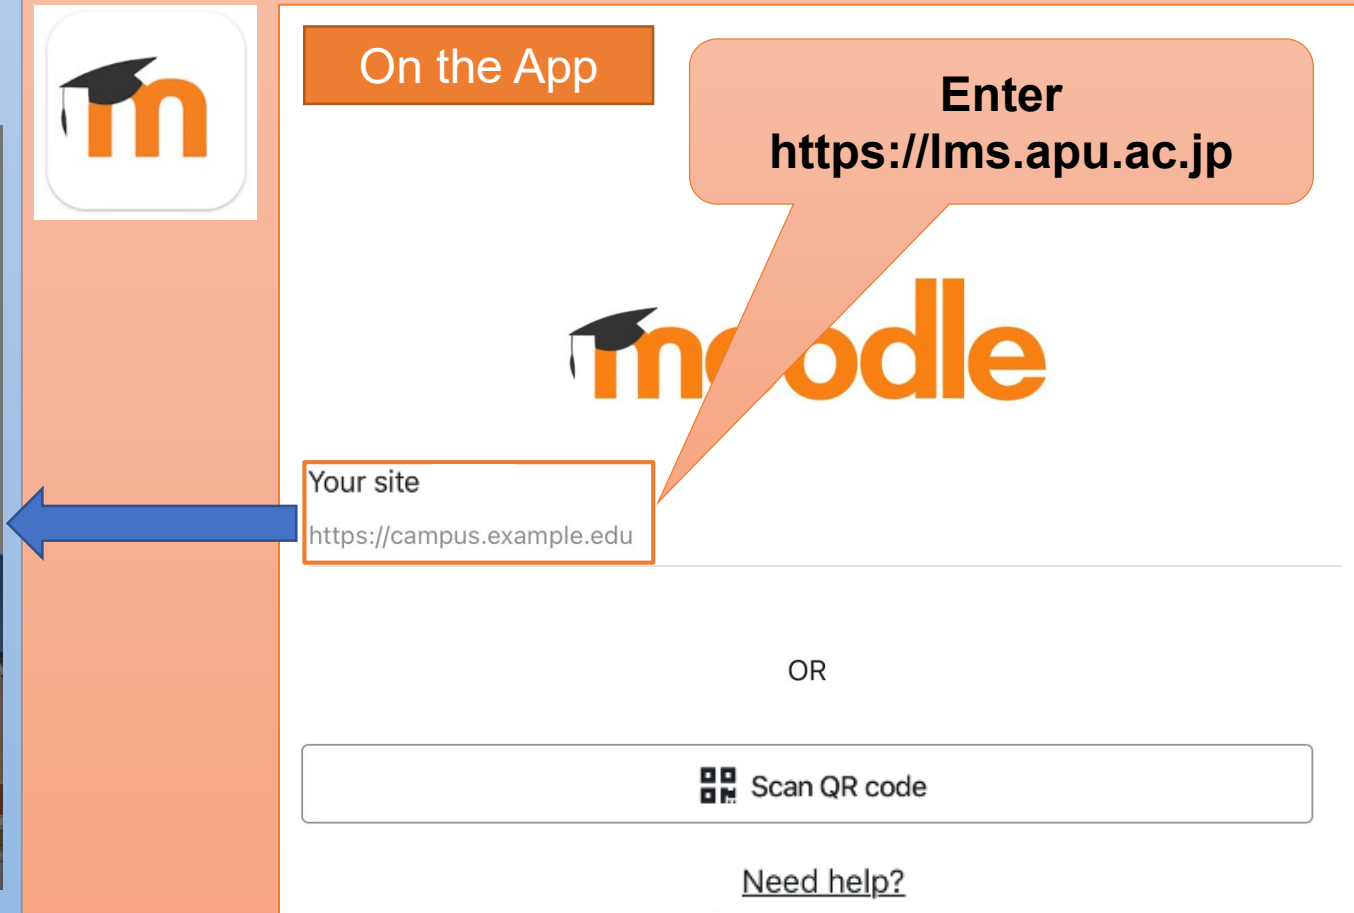 On the App
Enter
https://lms.apu.ac.jp
moodle
Your site
https://campus.example.edu
OR
Scan QR code
Need help?